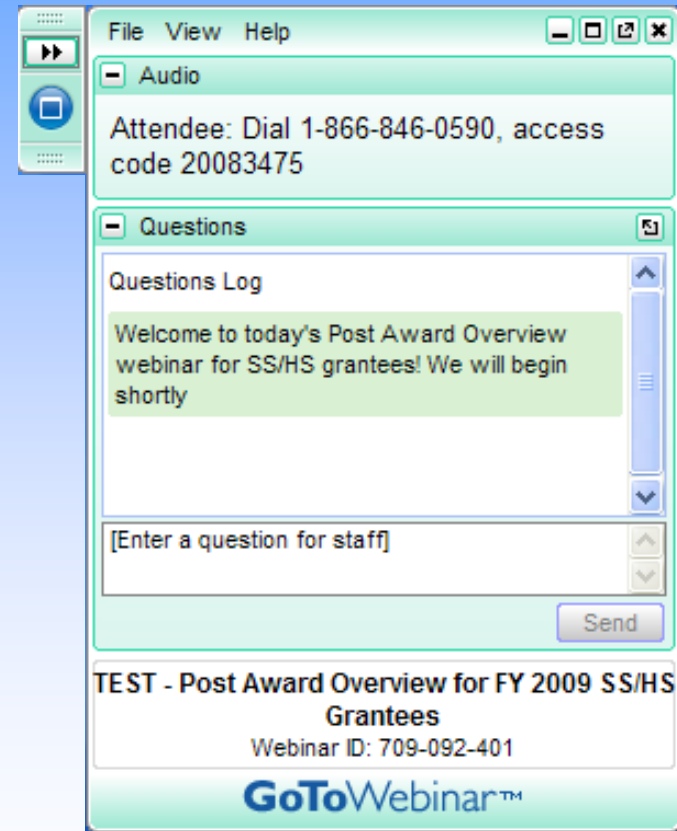 File View Help
Audio
Attendee: Dial 1-866-846-0590, access
code 20083475
Questions
Questions Log
Welcome to today's Post Award Overview
webinar for SS/HS grantees! We will begin
shortly
[Enter a question for staff]
Send
TEST - Post Award Overview for FY 2009 SS/HS
Grantees
Webinar ID: 709-092-401
GoToWebinar™